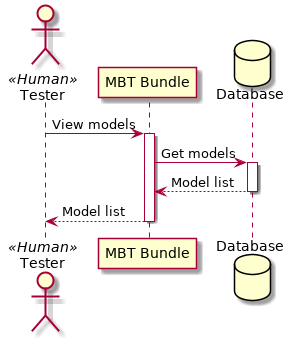 «Human»
Tester
MBT Bundle
Database
View models
Get models
Model list
Model list
«Human»
Tester
MBT Bundle
Database